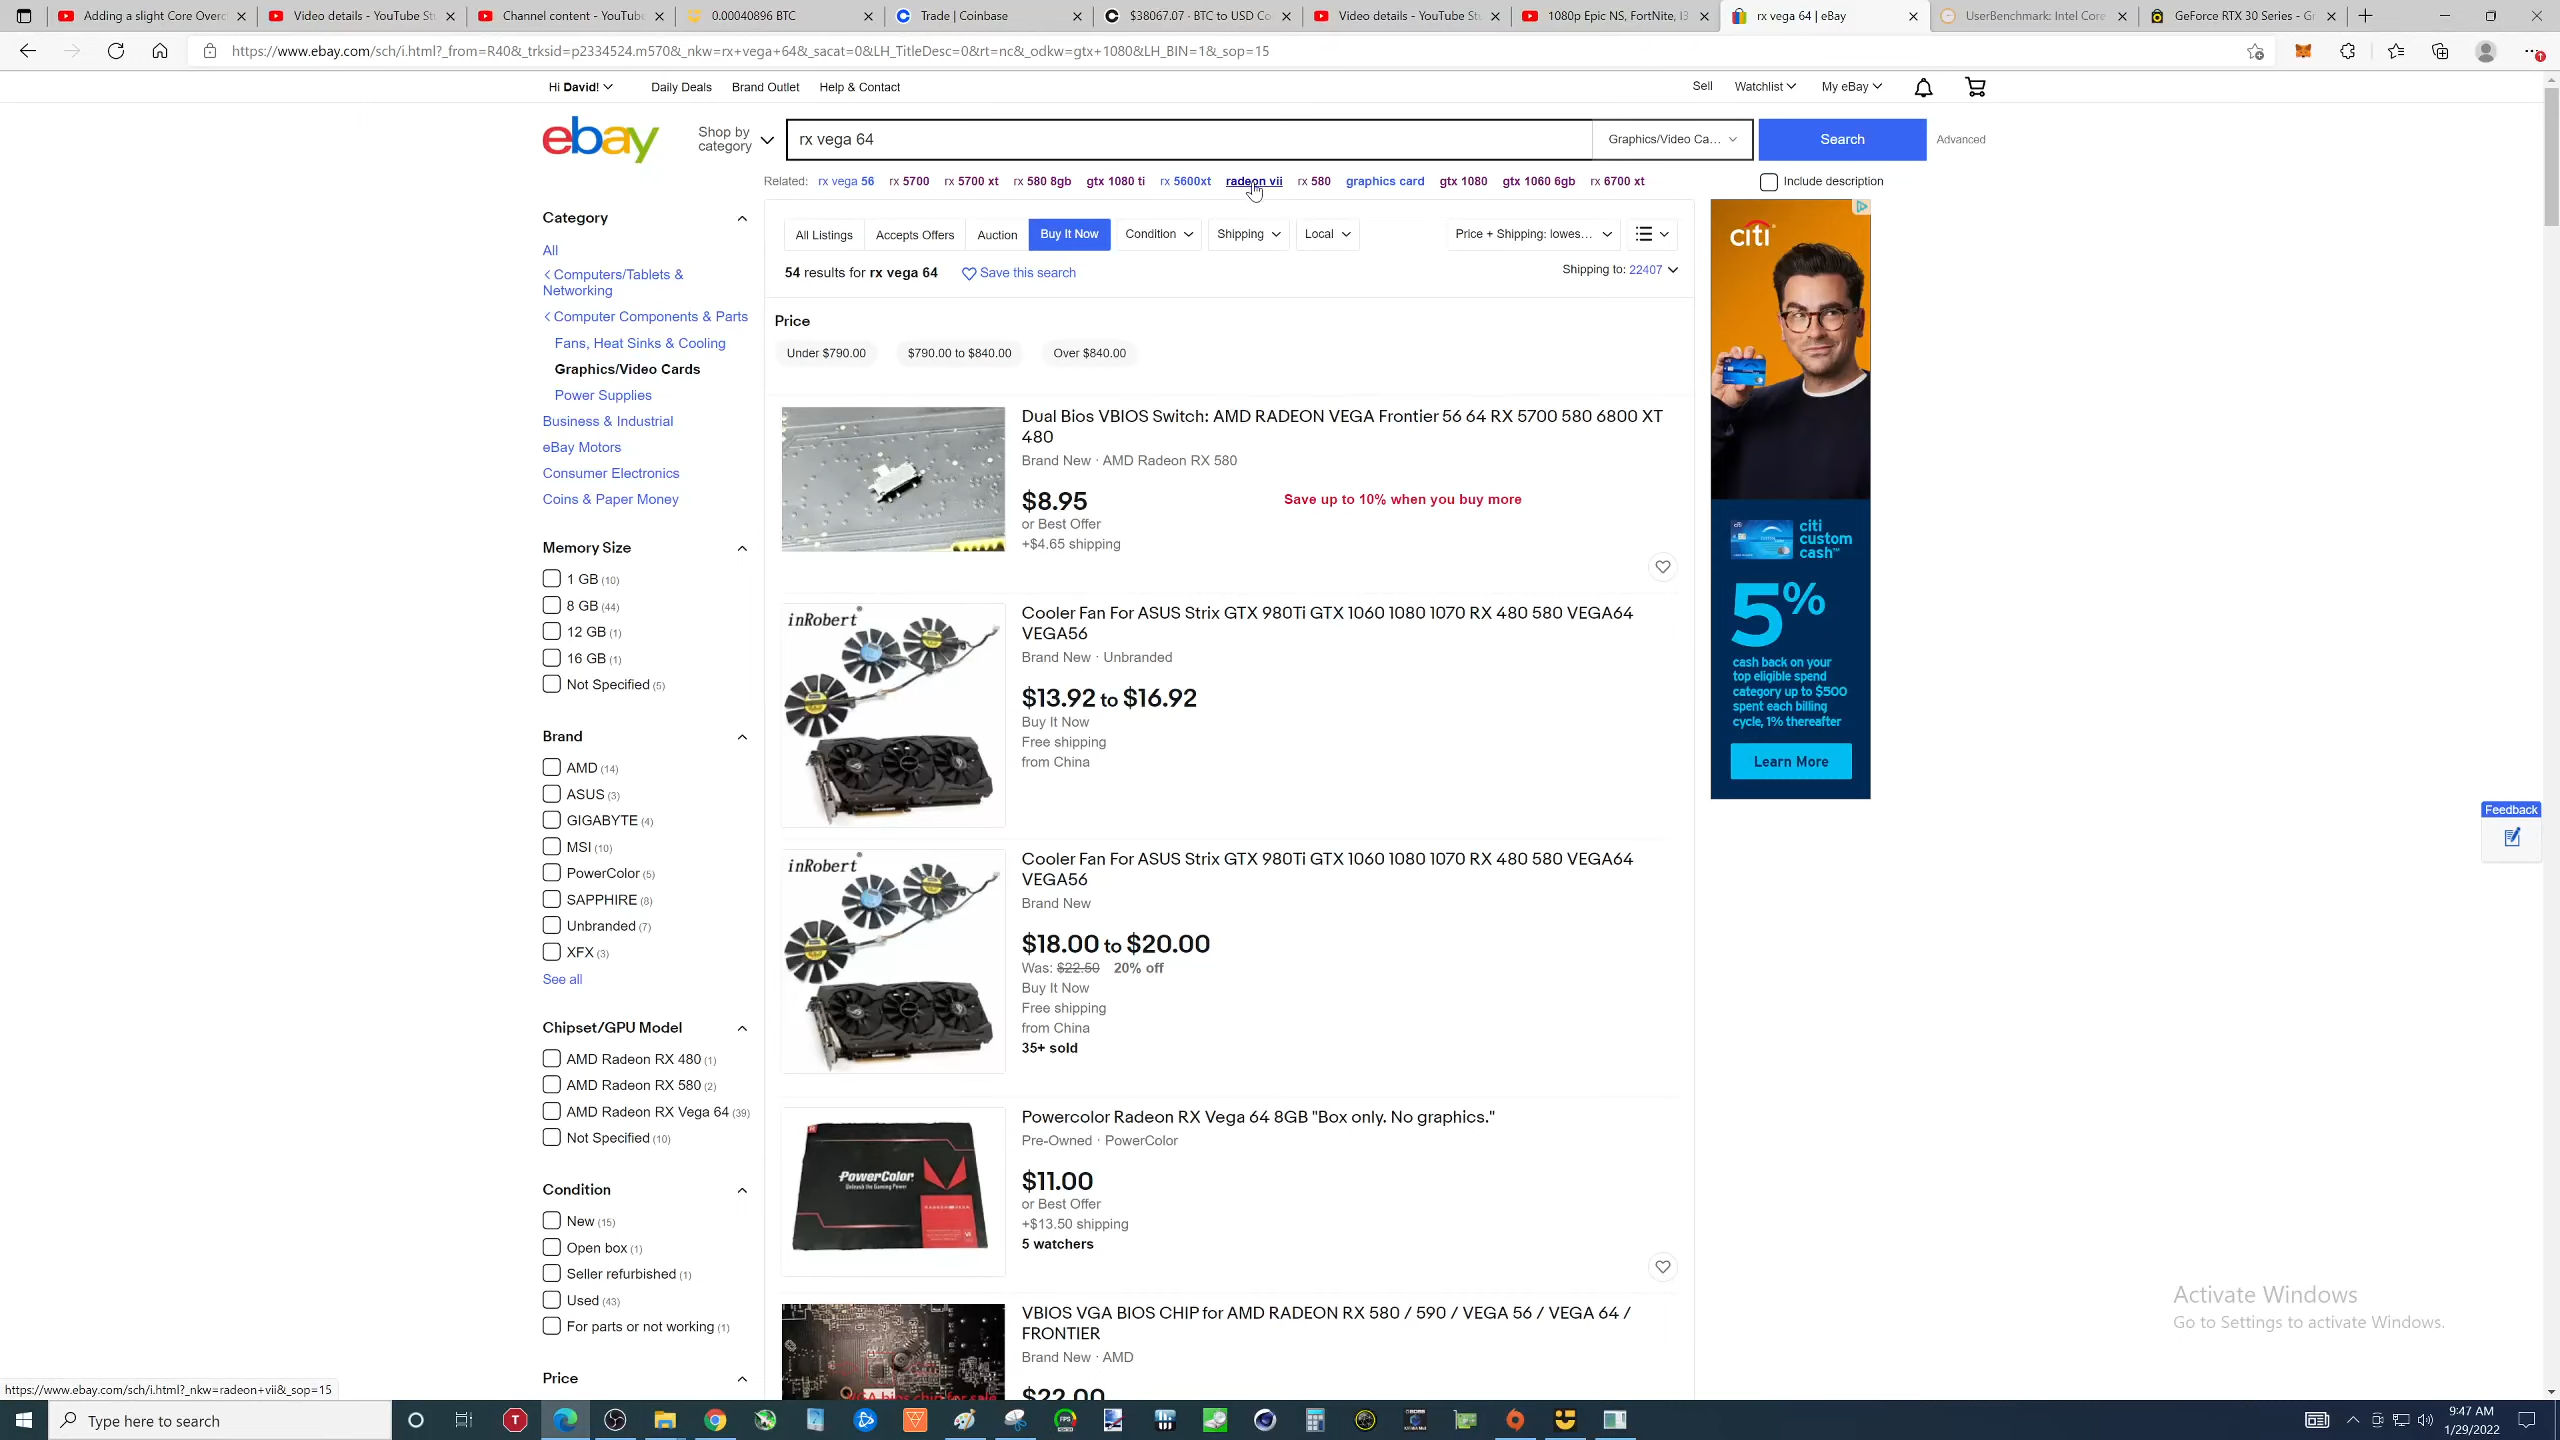 Adding a slight Core Overc
Video details - YouTube St
Channel content - YouTube
0.00040896 BTC
Trade | Coinbase
$38067.07 · BTC to USD Co
Video details - YouTube St
1080p Epic NS, FortNite, I3
rx vega 64 | eBay
UserBenchmark: Intel Core
GeForce RTX 30 Series - Gr
https://www.ebay.com/sch/i.html?_from=R40&_trksid=p2334524.m570&_nkw=rx+vega+64&_sacat=0&LH_TitleDesc=0&rt=nc&_odkw=gtx+1080&LH_BIN=1&_sop=15
Hi David!
Daily Deals
Brand Outlet
Help & Contact
Sell
Watchlist
My eBay
ebay
Shop by
category
rx vega 64
Graphics/Video Ca...
Search
Advanced
Related: rx vega 56 rx 5700 rx 5700 xt rx 580 8gb gtx 1080 ti rx 5600xt radeon vii rx 580 graphics card gtx 1080 gtx 1060 6gb rx 6700 xt
Include description
Category
All
Computers/Tablets &
Networking
Computer Components & Parts
Fans, Heat Sinks & Cooling
Graphics/Video Cards
Power Supplies
Business & Industrial
eBay Motors
Consumer Electronics
Coins & Paper Money
Memory Size
1 GB (10)
8 GB (44)
12 GB (1)
16 GB (1)
Not Specified (5)
Brand
AMD (14)
ASUS (3)
GIGABYTE (4)
MSI (10)
PowerColor (5)
SAPPHIRE (8)
Unbranded (7)
XFX (3)
See all
Chipset/GPU Model
AMD Radeon RX 480 (1)
AMD Radeon RX 580 (2)
AMD Radeon RX Vega 64 (39)
Not Specified (10)
Condition
New (15)
Open box (1)
Seller refurbished (1)
Used (43)
For parts or not working (1)
Price
All Listings
Accepts Offers
Auction
Buy It Now
Condition
Shipping
Local
Price + Shipping: lowes...
54 results for rx vega 64
Save this search
Shipping to: 22407
Price
Under $790.00
$790.00 to $840.00
Over $840.00
Dual Bios VBIOS Switch: AMD RADEON VEGA Frontier 56 64 RX 5700 580 6800 XT
480
Brand New · AMD Radeon RX 580
$8.95
Save up to 10% when you buy more
or Best Offer
+$4.65 shipping
inRobert
Cooler Fan For ASUS Strix GTX 980Ti GTX 1060 1080 1070 RX 480 580 VEGA64
VEGA56
Brand New · Unbranded
$13.92 to $16.92
Buy It Now
Free shipping
from China
inRobert
Cooler Fan For ASUS Strix GTX 980Ti GTX 1060 1080 1070 RX 480 580 VEGA64
VEGA56
Brand New
$18.00 to $20.00
Was: $22.50 20% off
Buy It Now
Free shipping
from China
35+ sold
PowerColor
Unleash the Gaming Power
Powercolor Radeon RX Vega 64 8GB "Box only. No graphics."
Pre-Owned · PowerColor
$11.00
or Best Offer
+$13.50 shipping
5 watchers
VBIOS VGA BIOS CHIP for AMD RADEON RX 580 / 590 / VEGA 56 / VEGA 64 /
FRONTIER
Brand New · AMD
$22.00
citi
citi
custom
cash™
5%
cash back on your
top eligible spend
category up to $500
spent each billing
cycle, 1% thereafter
Learn More
Feedback
Activate Windows
Go to Settings to activate Windows.
https://www.ebay.com/sch/i.html?_nkw=radeon+vii&_sop=15
Type here to search
9:47 AM
1/29/2022